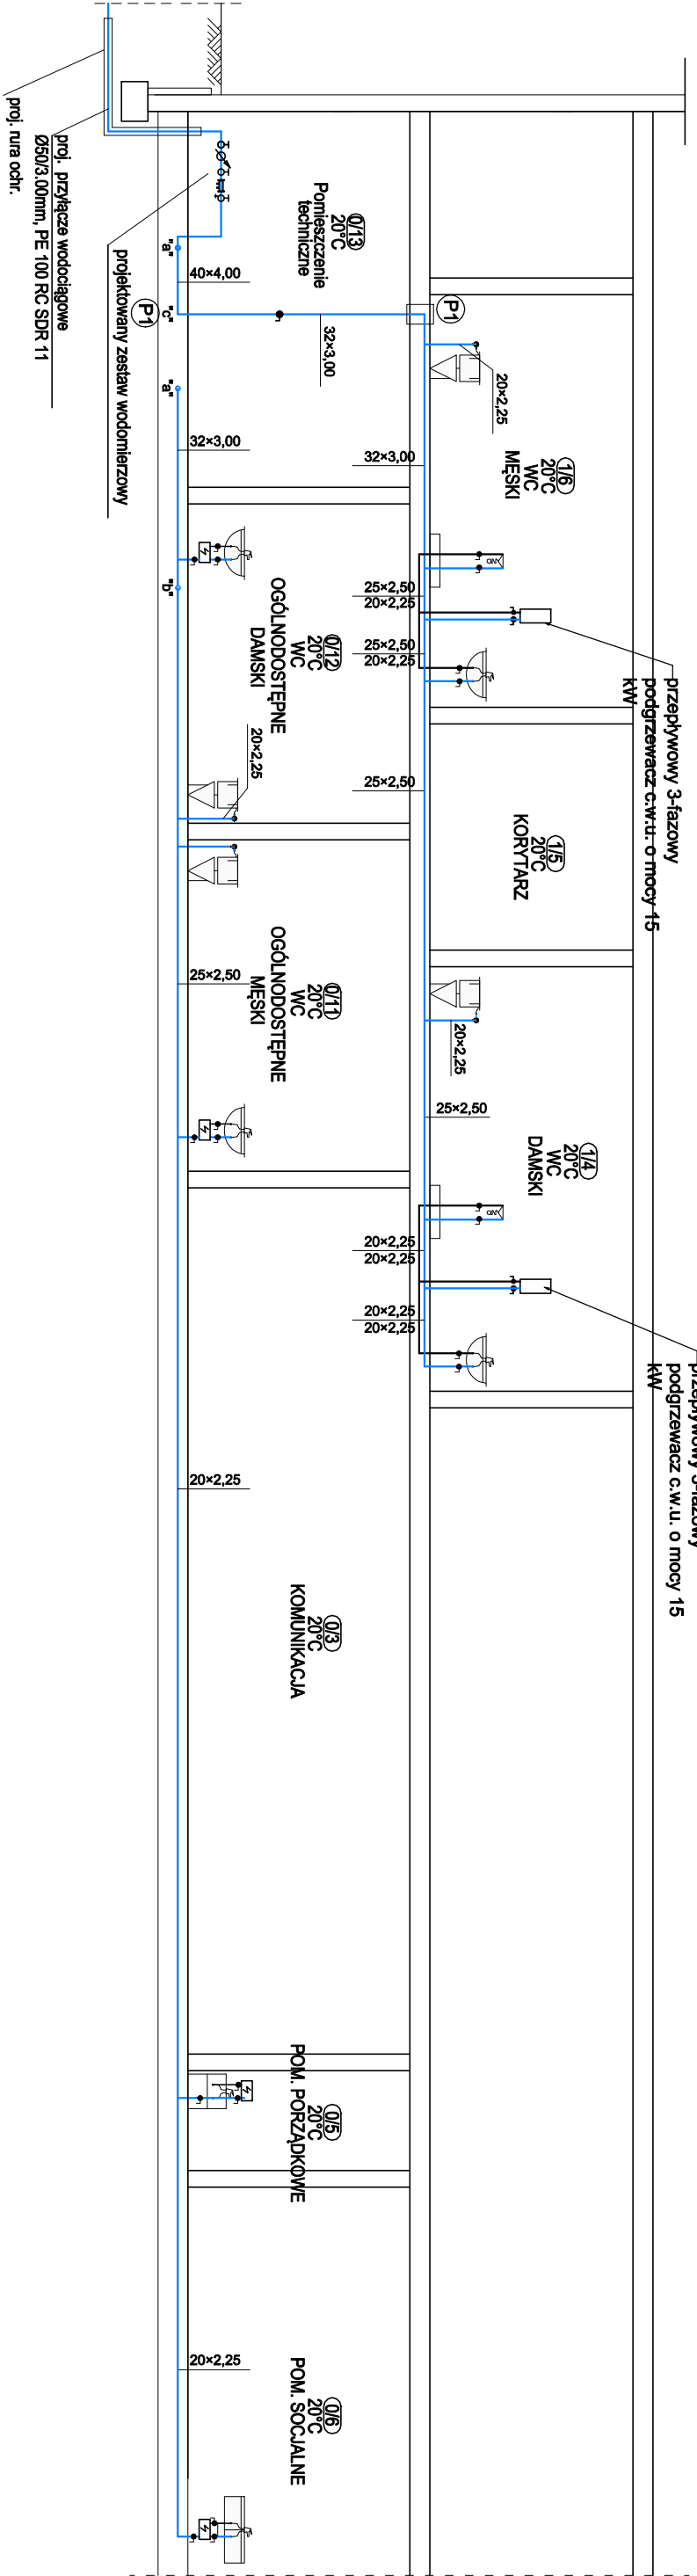 przepływowy 3-fazowy
podgrzewacz c.w.u. o mocy 15
kW
przepływowy 3-fazowy
podgrzewacz c.w.u. o mocy 15
kW
1/6
20°C
WC
MĘSKI
1/5
20°C
KORYTARZ
1/4
20°C
WC
DAMSKI
20×2,25
20×2,25
P1
32×3,00
25×2,50
20×2,25
25×2,50
20×2,25
25×2,50
25×2,50
20×2,25
20×2,25
20×2,25
20×2,25
0/13
20°C
Pomieszczenie
techniczne
32×3,00
0/12
20°C
WC
OGÓLNODOSTĘPNE
DAMSKI
20×2,25
0/11
20°C
WC
OGÓLNODOSTĘPNE
MĘSKI
0/3
20°C
KOMUNIKACJA
0/5
20°C
POM. PORZĄDKOWE
0/6
20°C
POM. SOCJALNE
40×4,00
32×3,00
25×2,50
20×2,25
20×2,25
"a"
"c"
"a"
"b"
P1
projektowany zestaw wodomierzowy
proj. przyłącze wodociągowe
Ø50/3.00mm, PE 100 RC SDR 11
proj. rura ochr.